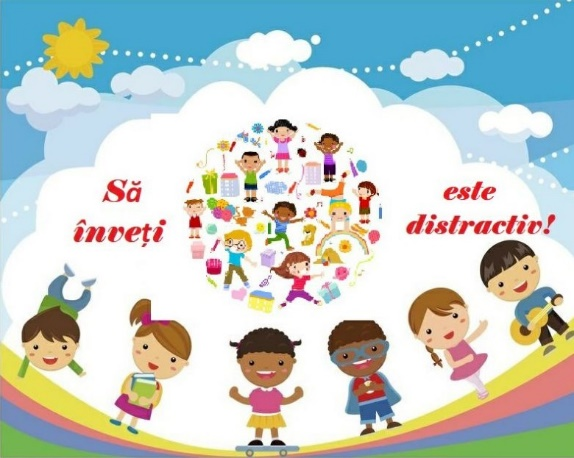 Să
înveți
este
distractiv!